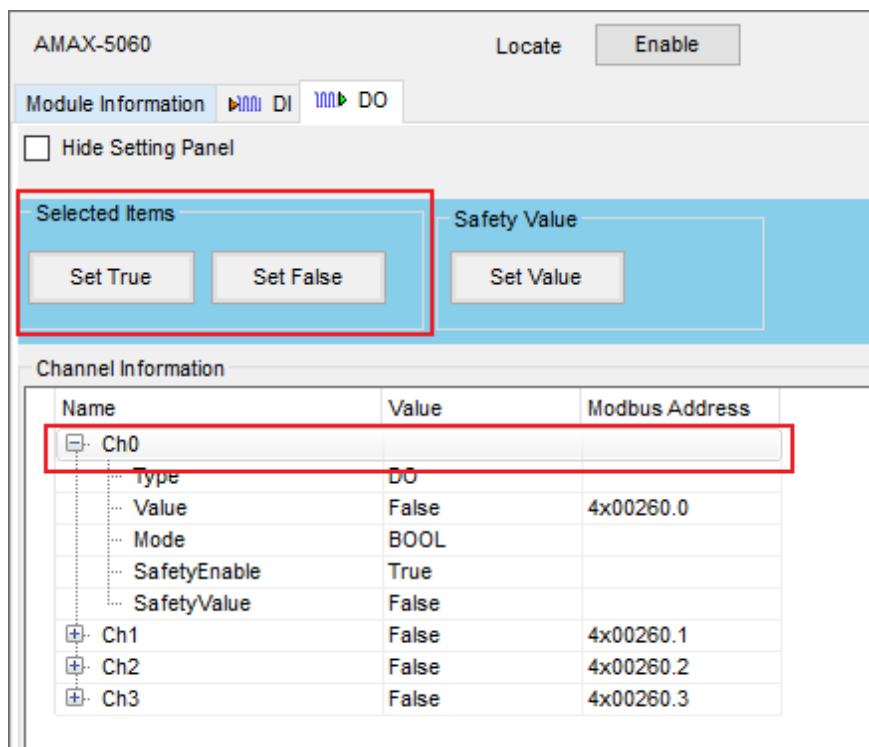 AMAX-5060 Locate Enable
Module Information DI DO
Hide Setting Panel
Selected Items Safety Value
Set True Set False Set Value
Channel Information
Name Value Modbus Address
Ch0
Type DO
Value False 4x00260.0
Mode BOOL
SafetyEnable True
SafetyValue False
Ch1 False 4x00260.1
Ch2 False 4x00260.2
Ch3 False 4x00260.3